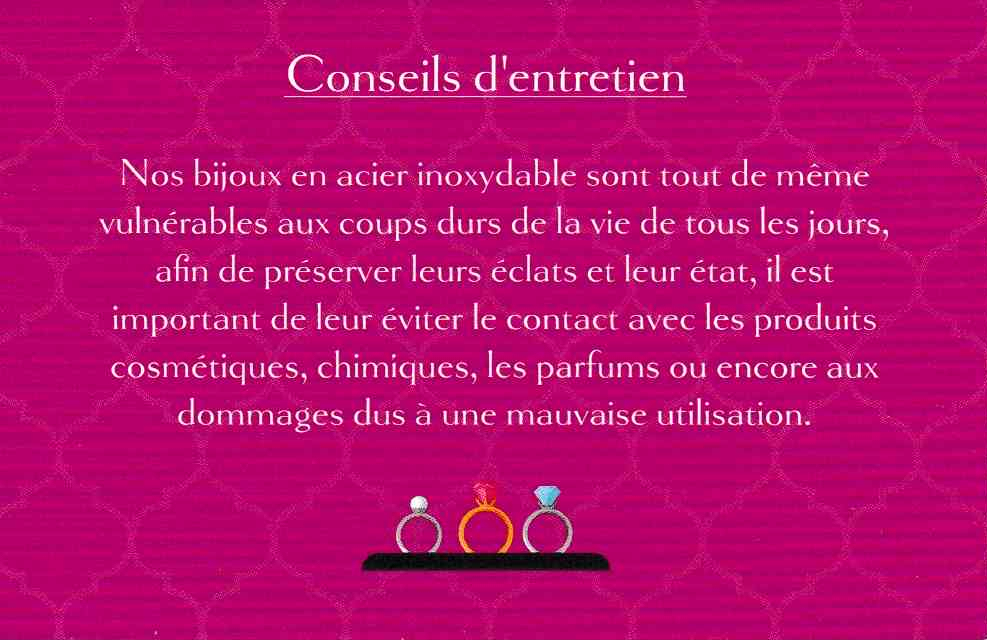 Conseils d'entretien
Nos bijoux en acier inoxydable sont tout de même
vulnérables aux coups durs de la vie de tous les jours,
afin de préserver leurs éclats et leur état, il est
important de leur éviter le contact avec les produits
cosmétiques, chimiques, les parfums ou encore aux
dommages dus à une mauvaise utilisation.